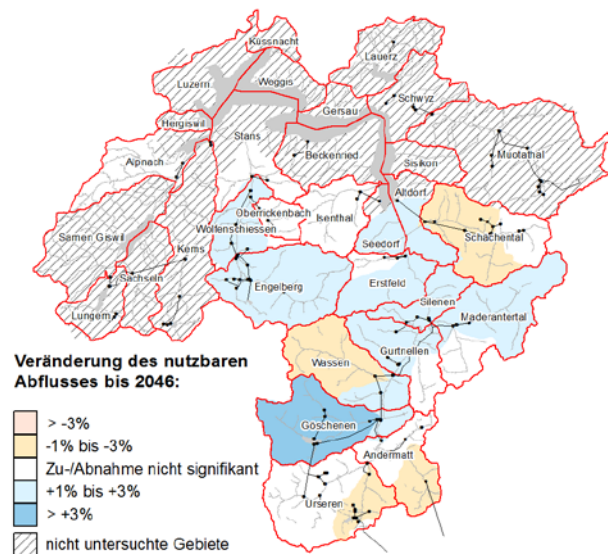 Küssnacht
Lauerz
Luzern
Weggis
Schwyz
Gersau
Hergiswil
Stans
Alpnach
Beckenried
Sisikon
Muotathal
Altdorf
Oberrickenbach
Isenthal
Wolfenschiessen
Schächental
Seedorf
Sarnen Giswil
Kerns
Sachseln
Engelberg
Erstfeld
Silenen
Maderantertal
Lungern
Veränderung des nutzbaren
Abflusses bis 2046:
Wassen
Gurtnellen
> -3%
-1% bis -3%
Göschenen
Zu-/Abnahme nicht signifikant
Andermatt
+1% bis +3%
Urseren
> +3%
nicht untersuchte Gebiete